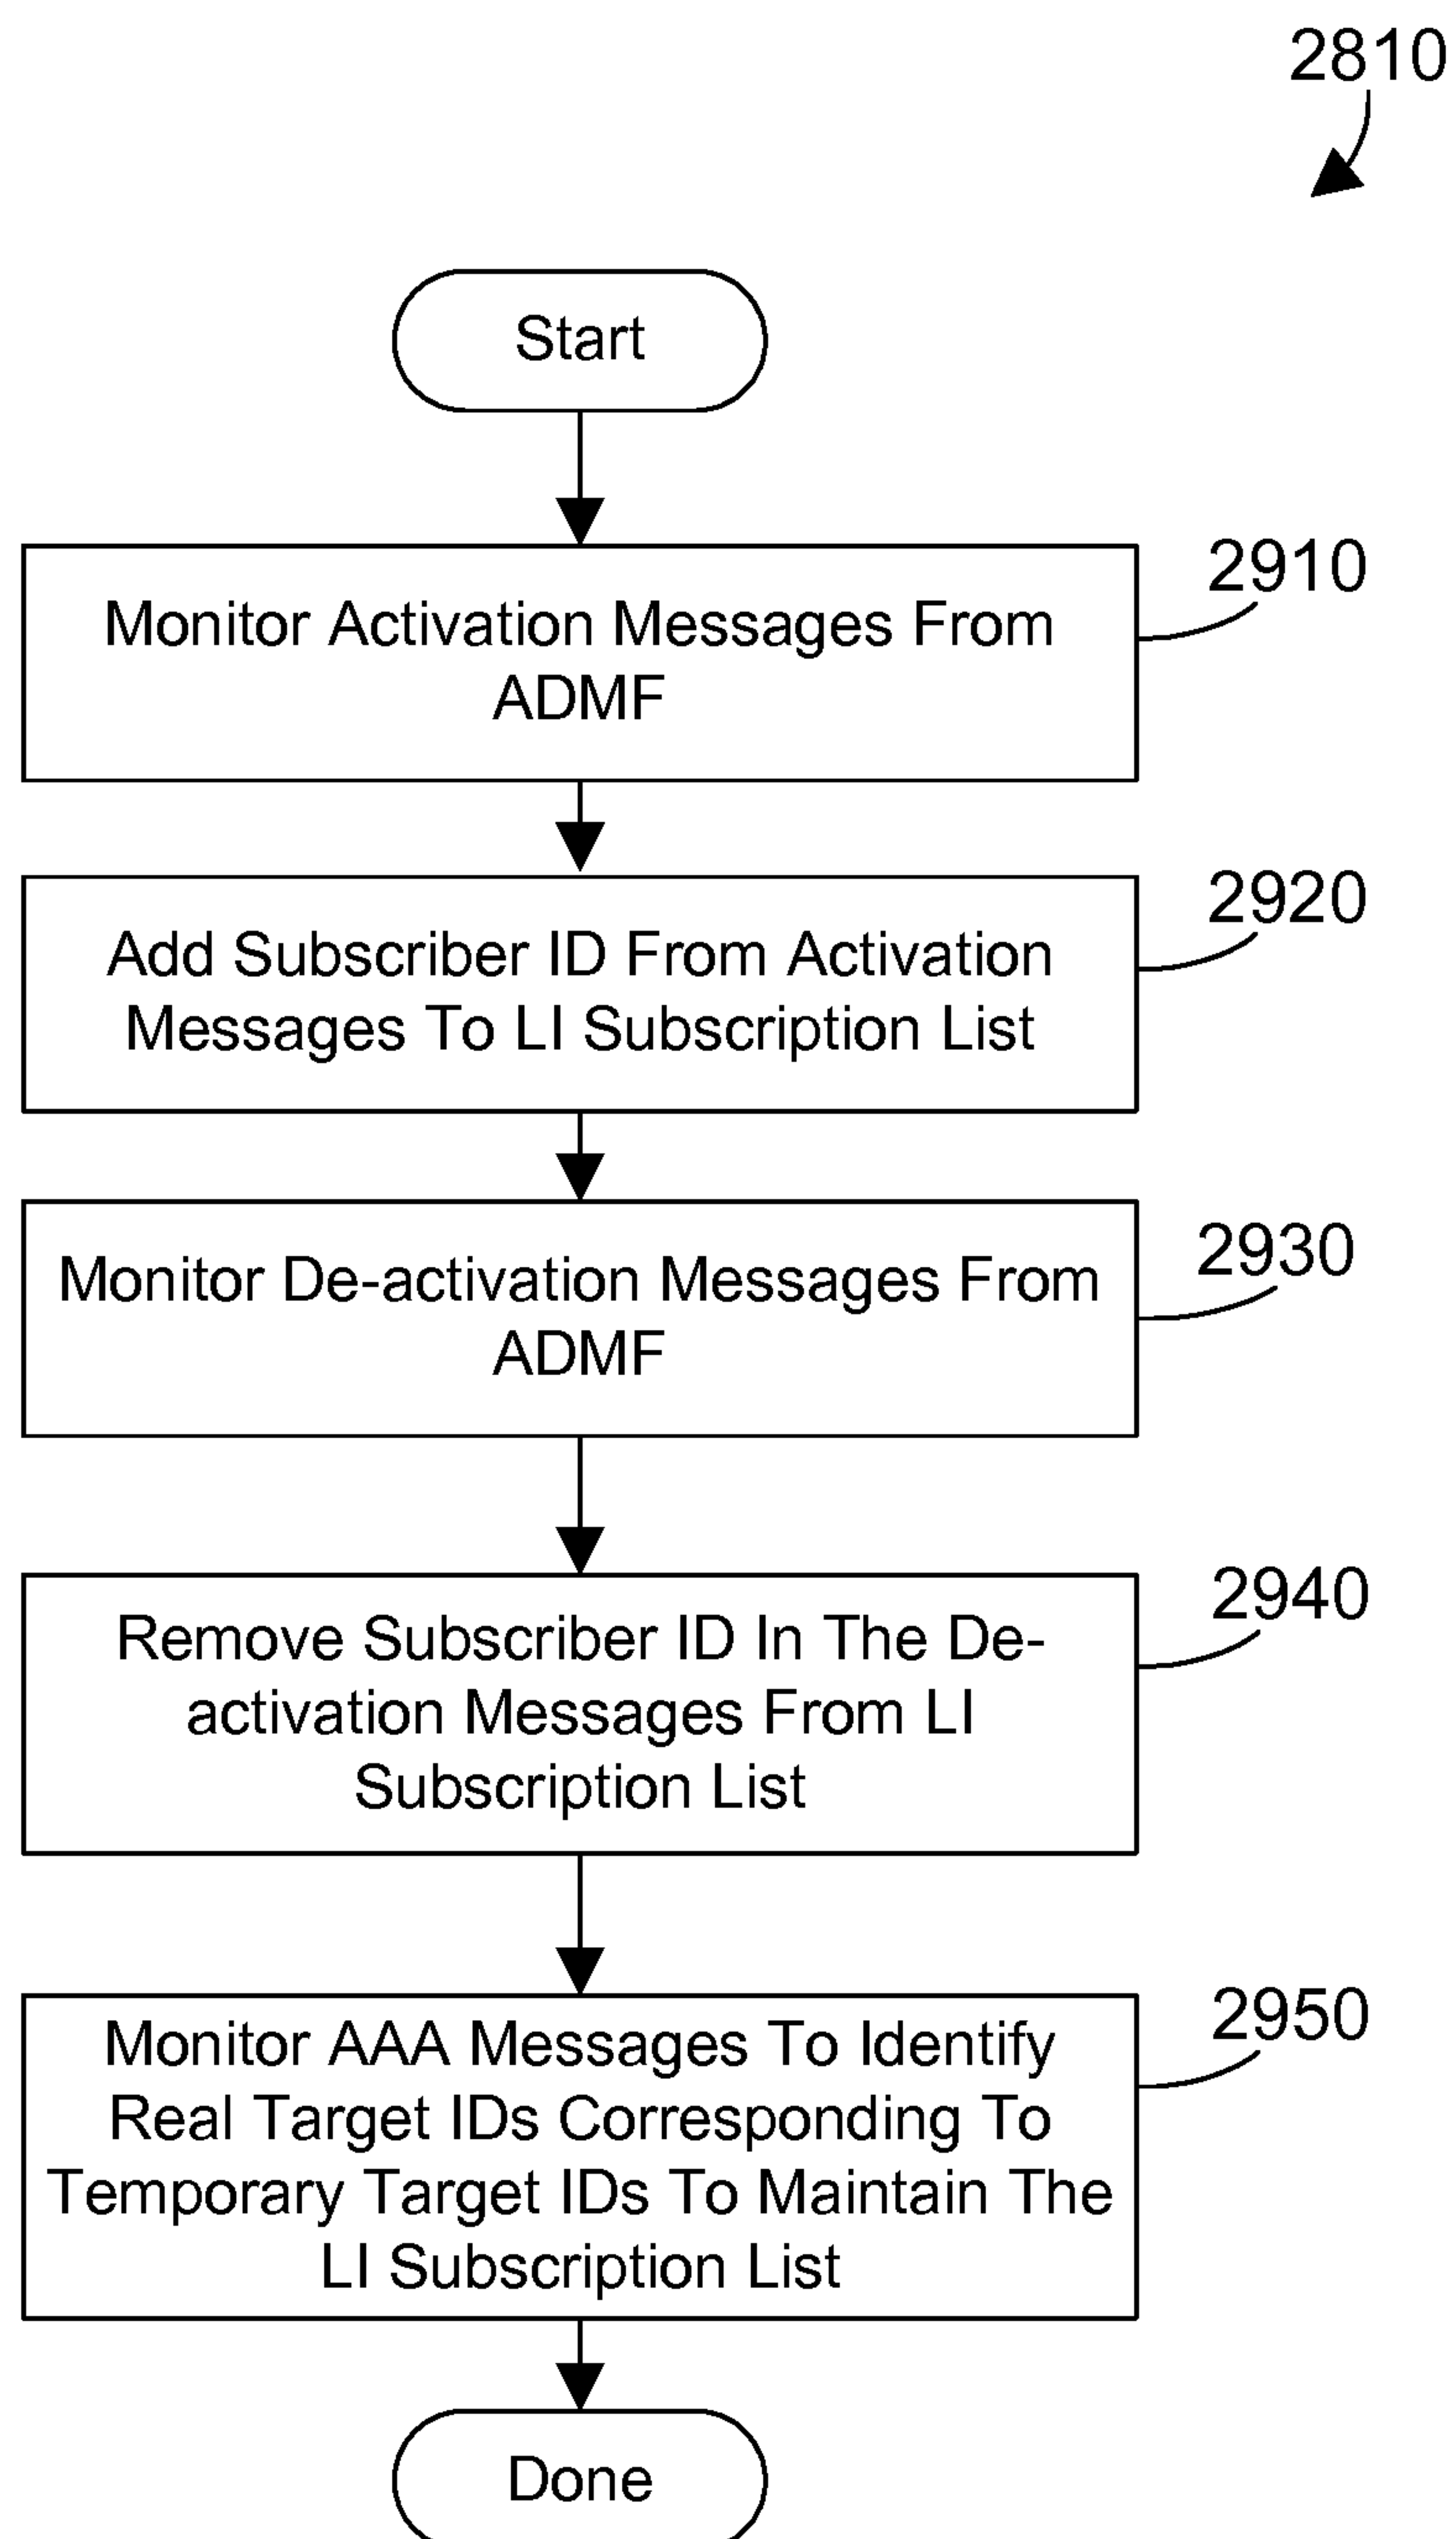 2810
Start
2910
Monitor Activation Messages From
ADMF
2920
Add Subscriber ID From Activation
Messages To LI Subscription List
2930
Monitor De-activation Messages From
ADMF
2940
Remove Subscriber ID In The De-
activation Messages From LI
Subscription List
2950
Monitor AAA Messages To Identify
Real Target IDs Corresponding To
Temporary Target IDs To Maintain The
LI Subscription List
Done